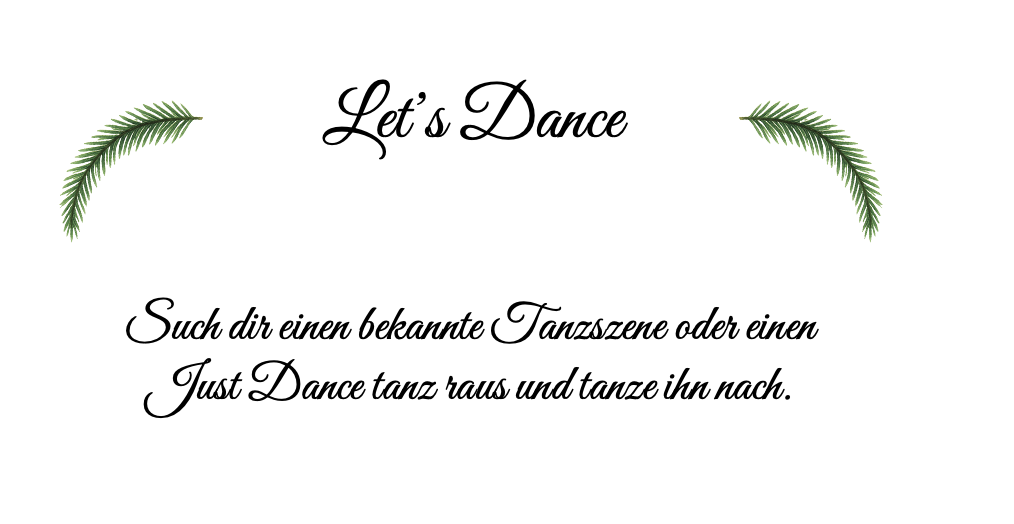 Let's Dance
Such dir einen bekannte Tanzszene oder einen
Just Dance tanz raus und tanze ihn nach.